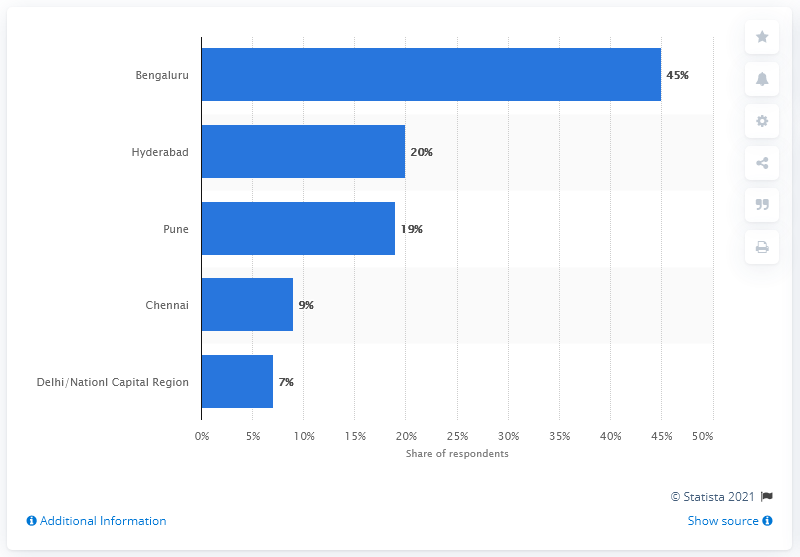 Bengaluru 45%
Hyderabad 20%
Pune 19%
Chennai 9%
Delhi/Nationl Capital Region 7%
0% 5% 10% 15% 20% 25% 30% 35% 40% 45% 50%
Share of respondents
© Statista 2021
Additional Information Show source